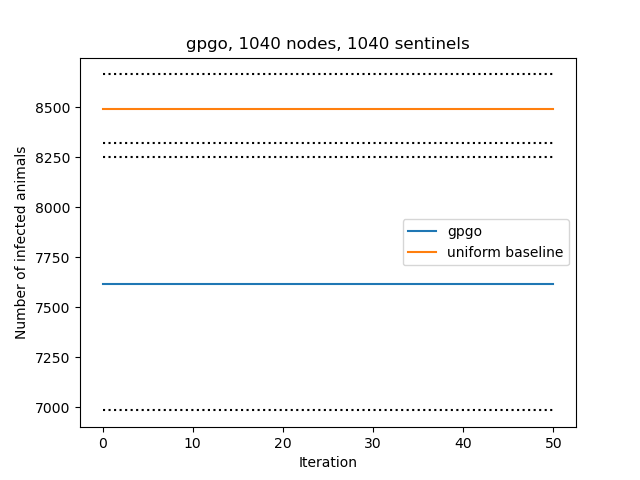 gpgo, 1040 nodes, 1040 sentinels
8500
8250
8000
7750
7500
7250
7000
Number of infected animals
gpgo
uniform baseline
0 10 20 30 40 50
Iteration